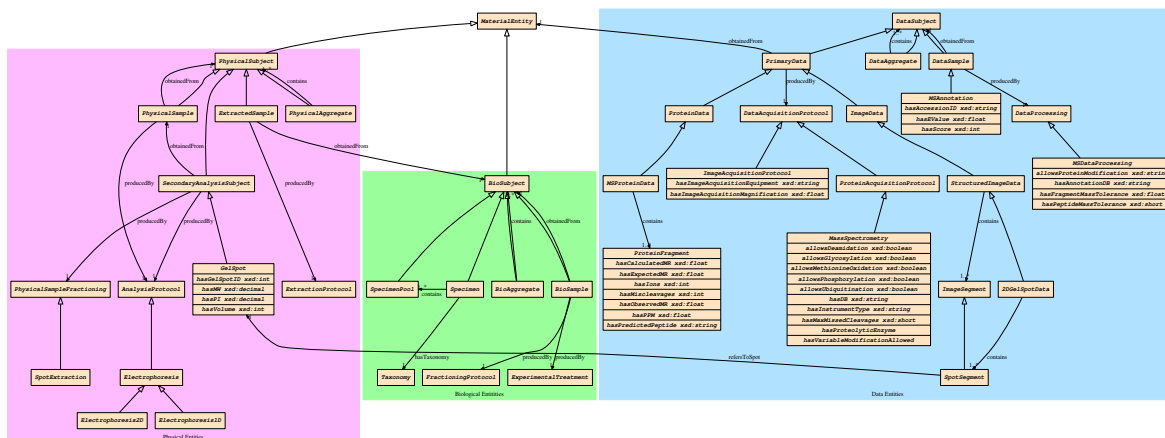 MaterialEntity
DataSubject
obtainedFrom
contains
obtainedFrom
PhysicalSubject
PrimaryData
DataAggregate
DataSample
obtainedFrom
contains
producedBy
producedBy
PhysicalSample
ExtractedSample
PhysicalAggregate
ProteinData
DataAcquisitionProtocol
ImageData
MSAnnotation
hasAccessionID xsd:string
hasEValue xsd:float
hasScore xsd:int
DataProcessing
obtainedFrom
obtainedFrom
producedBy
producedBy
producedBy
producedBy
SecondaryAnalysisSubject
BioSubject
MSProteinData
ImageAcquisitionProtocol
hasImageAcquisitionEquipment xsd:string
hasImageAcquisitionMagnification xsd:float
ProteinAcquisitionProtocol
StructuredImageData
MSDataProcessing
allowsProteinModification xsd:string
hasAnnotationDB xsd:string
hasFragmentMassTolerance xsd:float
hasPeptideMassTolerance xsd:short
contains
obtainedFrom
contains
contains
PhysicalSampleFractioning
AnalysisProtocol
GelSpot
hasGelSpotID xsd:int
hasMW xsd:decimal
hasPI xsd:decimal
hasVolume xsd:int
ExtractionProtocol
SpecimenPool
contains
Specimen
BioAggregate
BioSample
ProteinFragment
hasCalculatedMR xsd:float
hasExpectedMR xsd:float
hasIons xsd:int
hasMiscleavages xsd:int
hasObservedMR xsd:float
hasPPM xsd:float
hasPredictedPeptide xsd:string
MassSpectrometry
allowsDeamidation xsd:boolean
allowsGlycosylation xsd:boolean
allowsMethionineOxidation xsd:boolean
allowsPhosphorylation xsd:boolean
allowsUbiquitination xsd:boolean
hasDB xsd:string
hasInstrumentType xsd:string
hasMaxMissedCleavages xsd:short
hasProteolyticEnzyme
hasVariableModificationAllowed
ImageSegment
2DGelSpotData
hasTaxonomy
producedBy
producedBy
refersToSpot
contains
SpotExtraction
Electrophoresis
Taxonomy
FractioningProtocol
ExperimentalTreatment
SpotSegment
Biological Entitities
Data Entities
Electrophoresis2D
Electrophoresis1D
Physical Entities